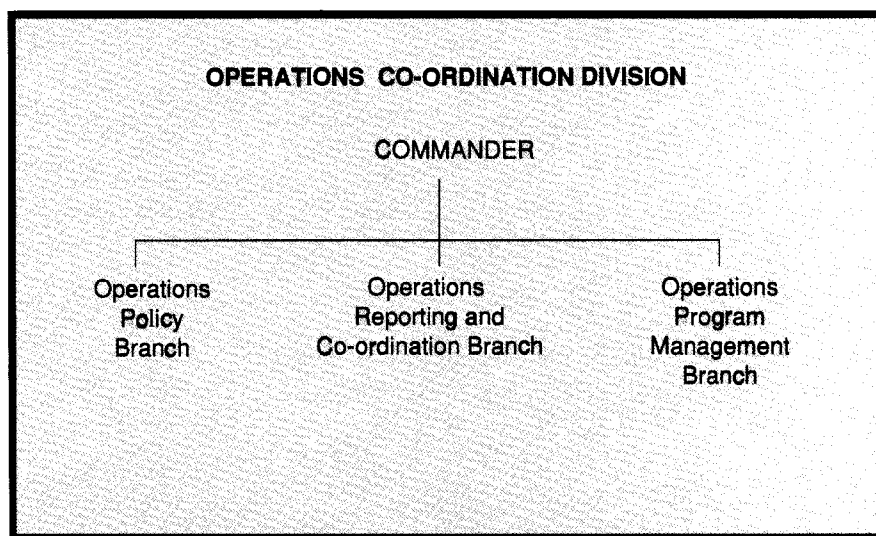 OPERATIONS CO-ORDINATION DIVISION
COMMANDER
Operations
Policy
Branch
Operations
Reporting and
Co-ordination Branch
Operations
Program
Management
Branch